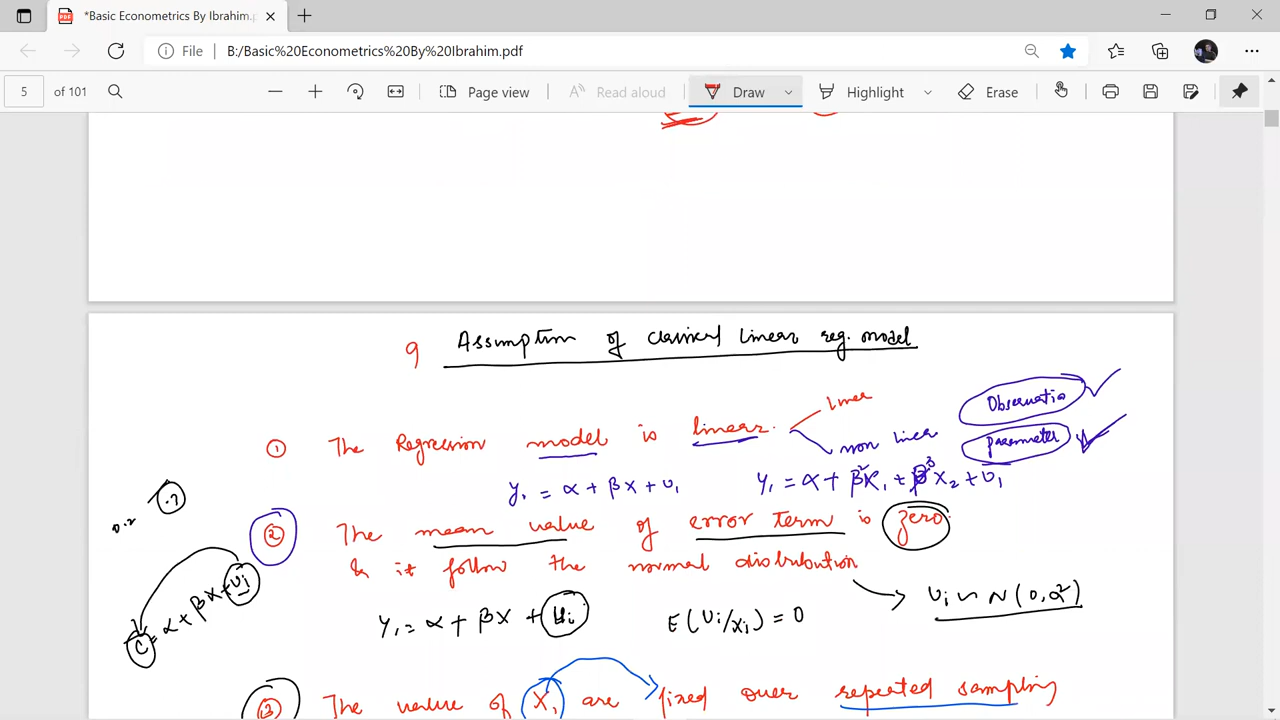 *Basic Econometrics By Ibrahim.p
File B:/Basic%20Econometrics%20By%20Ibrahim.pdf
5 of 101 Page view Read aloud Draw Highlight Erase
9 Assumption of classical linear reg. model
① The Regression model is linear. linear
non linear
Observatio
parameter
Y₁ = α + βX + U₁
Y₁ = α + β²X₁ + β³X₂ + U₁
② The mean value of error term is zero.
& it follow the normal distribution
Ui ~ N(0,α²)
Y₁ = α + βX + Ui
E(Ui/Xi) = 0
C = α + βX + Ui
③ The value of X₁ are fixed over repeated sampling